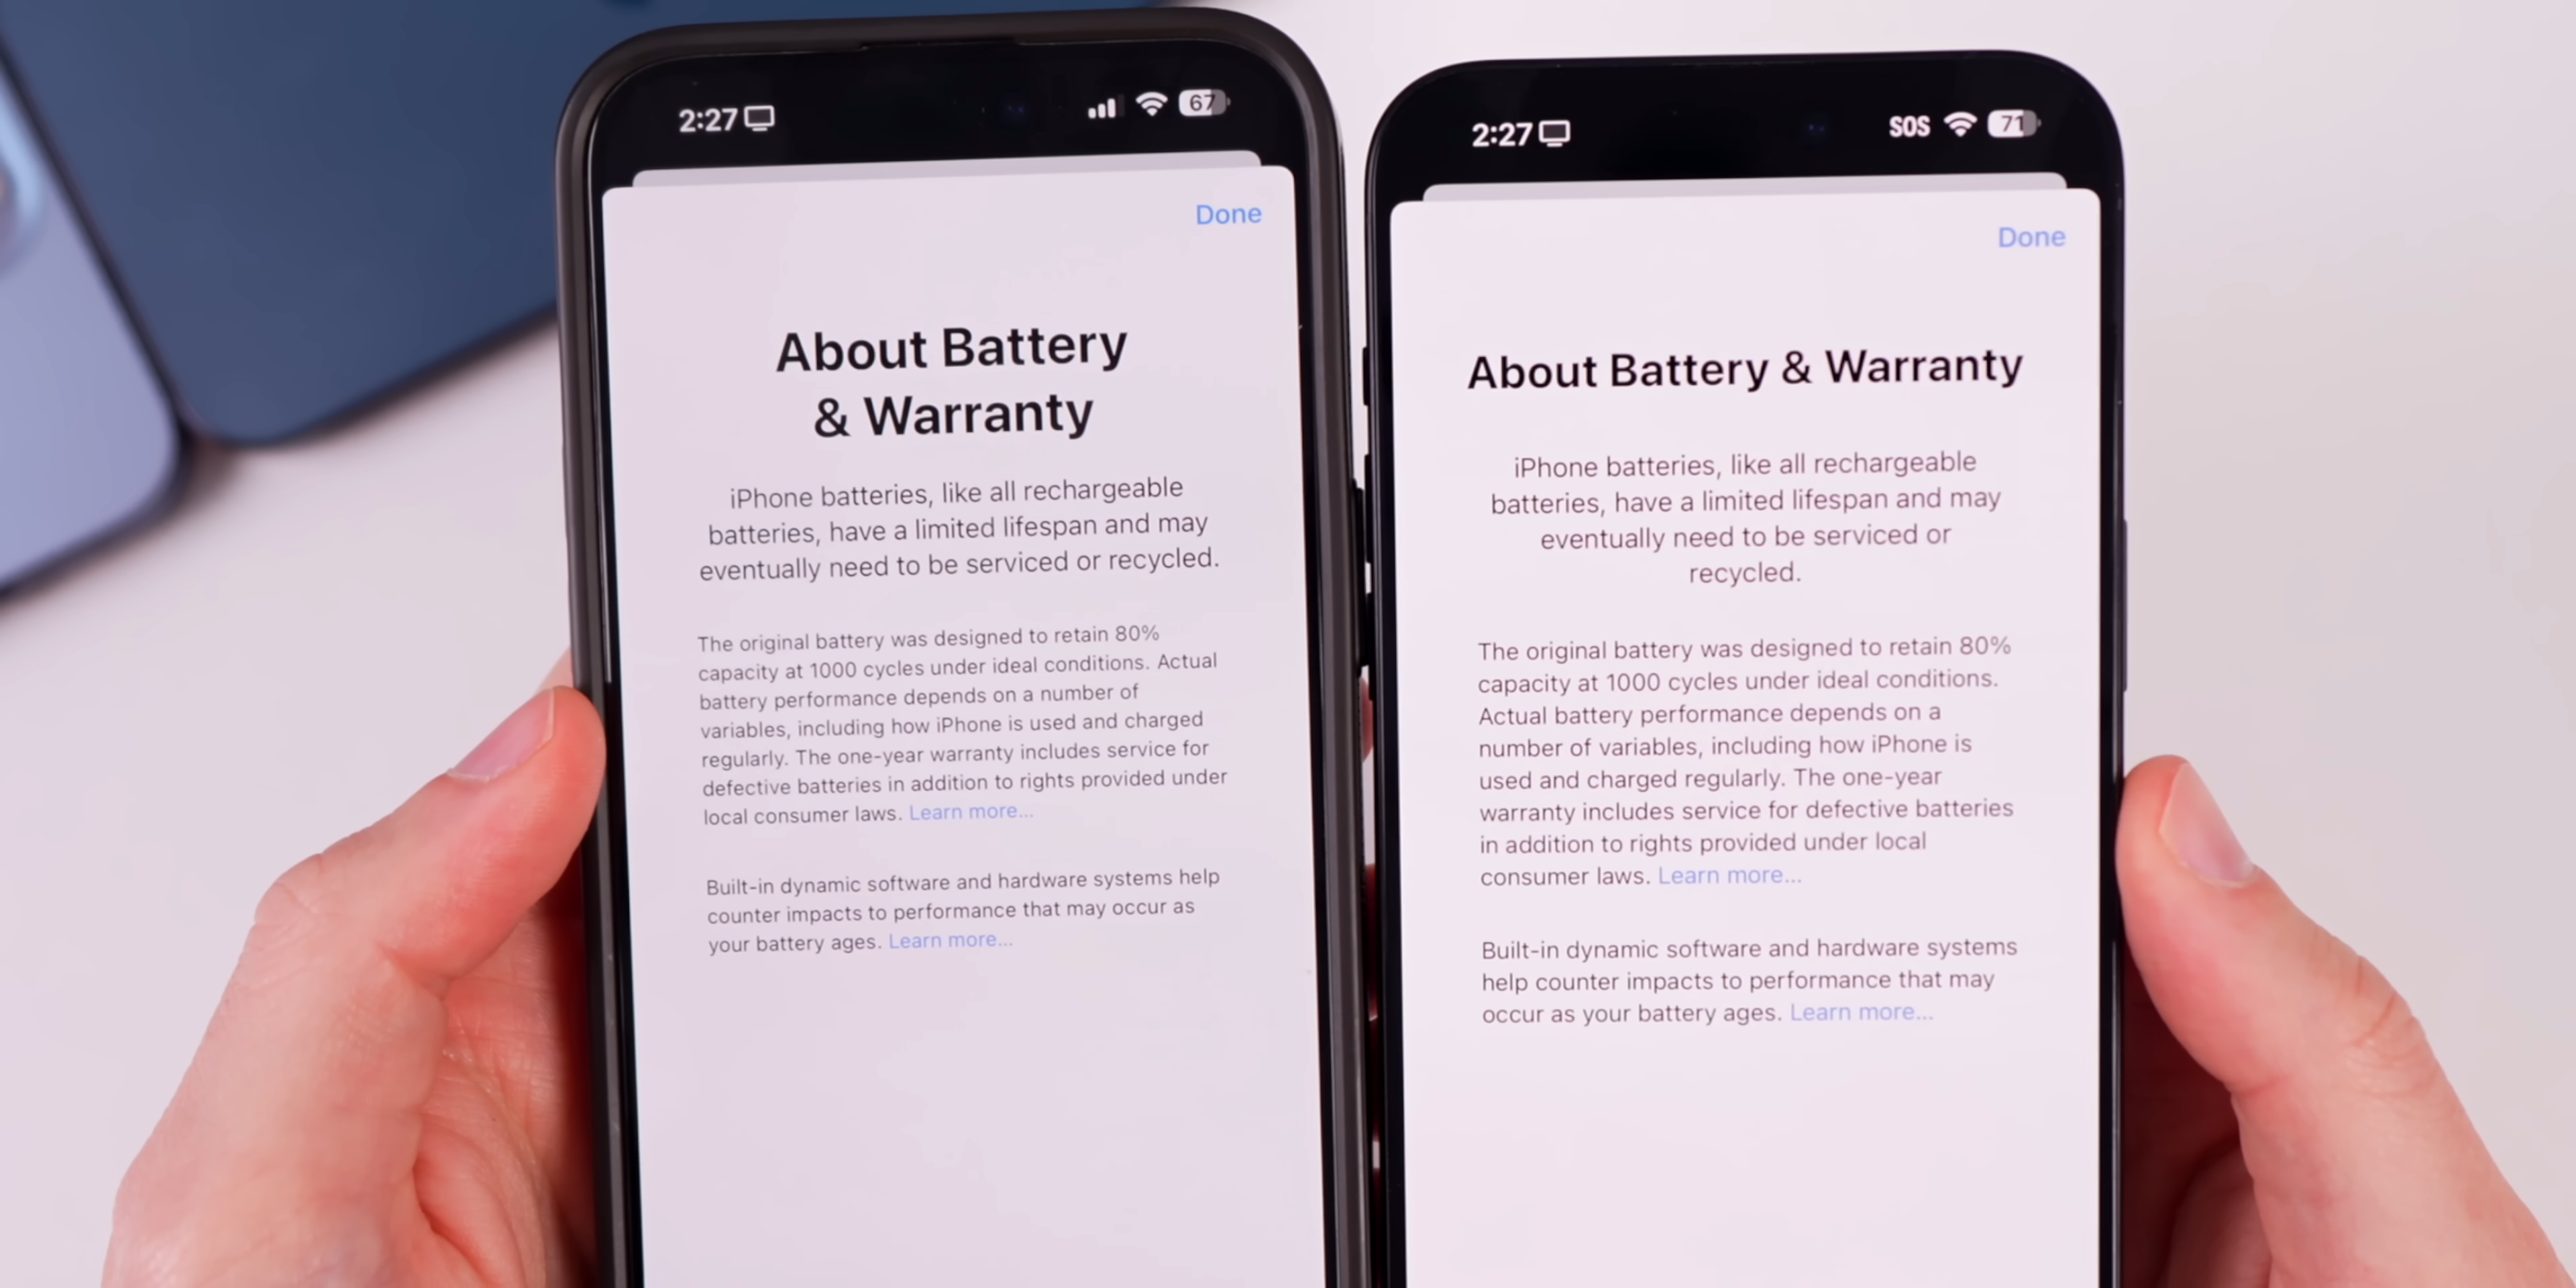 2:27
67
Done
About Battery
& Warranty
iPhone batteries, like all rechargeable
batteries, have a limited lifespan and may
eventually need to be serviced or recycled.
The original battery was designed to retain 80%
capacity at 1000 cycles under ideal conditions. Actual
battery performance depends on a number of
variables, including how iPhone is used and charged
regularly. The one-year warranty includes service for
defective batteries in addition to rights provided under
local consumer laws. Learn more...
Built-in dynamic software and hardware systems help
counter impacts to performance that may occur as
your battery ages. Learn more...
2:27
SOS 71
Done
About Battery & Warranty
iPhone batteries, like all rechargeable
batteries, have a limited lifespan and may
eventually need to be serviced or
recycled.
The original battery was designed to retain 80%
capacity at 1000 cycles under ideal conditions.
Actual battery performance depends on a
number of variables, including how iPhone is
used and charged regularly. The one-year
warranty includes service for defective batteries
in addition to rights provided under local
consumer laws. Learn more...
Built-in dynamic software and hardware systems
help counter impacts to performance that may
occur as your battery ages. Learn more...